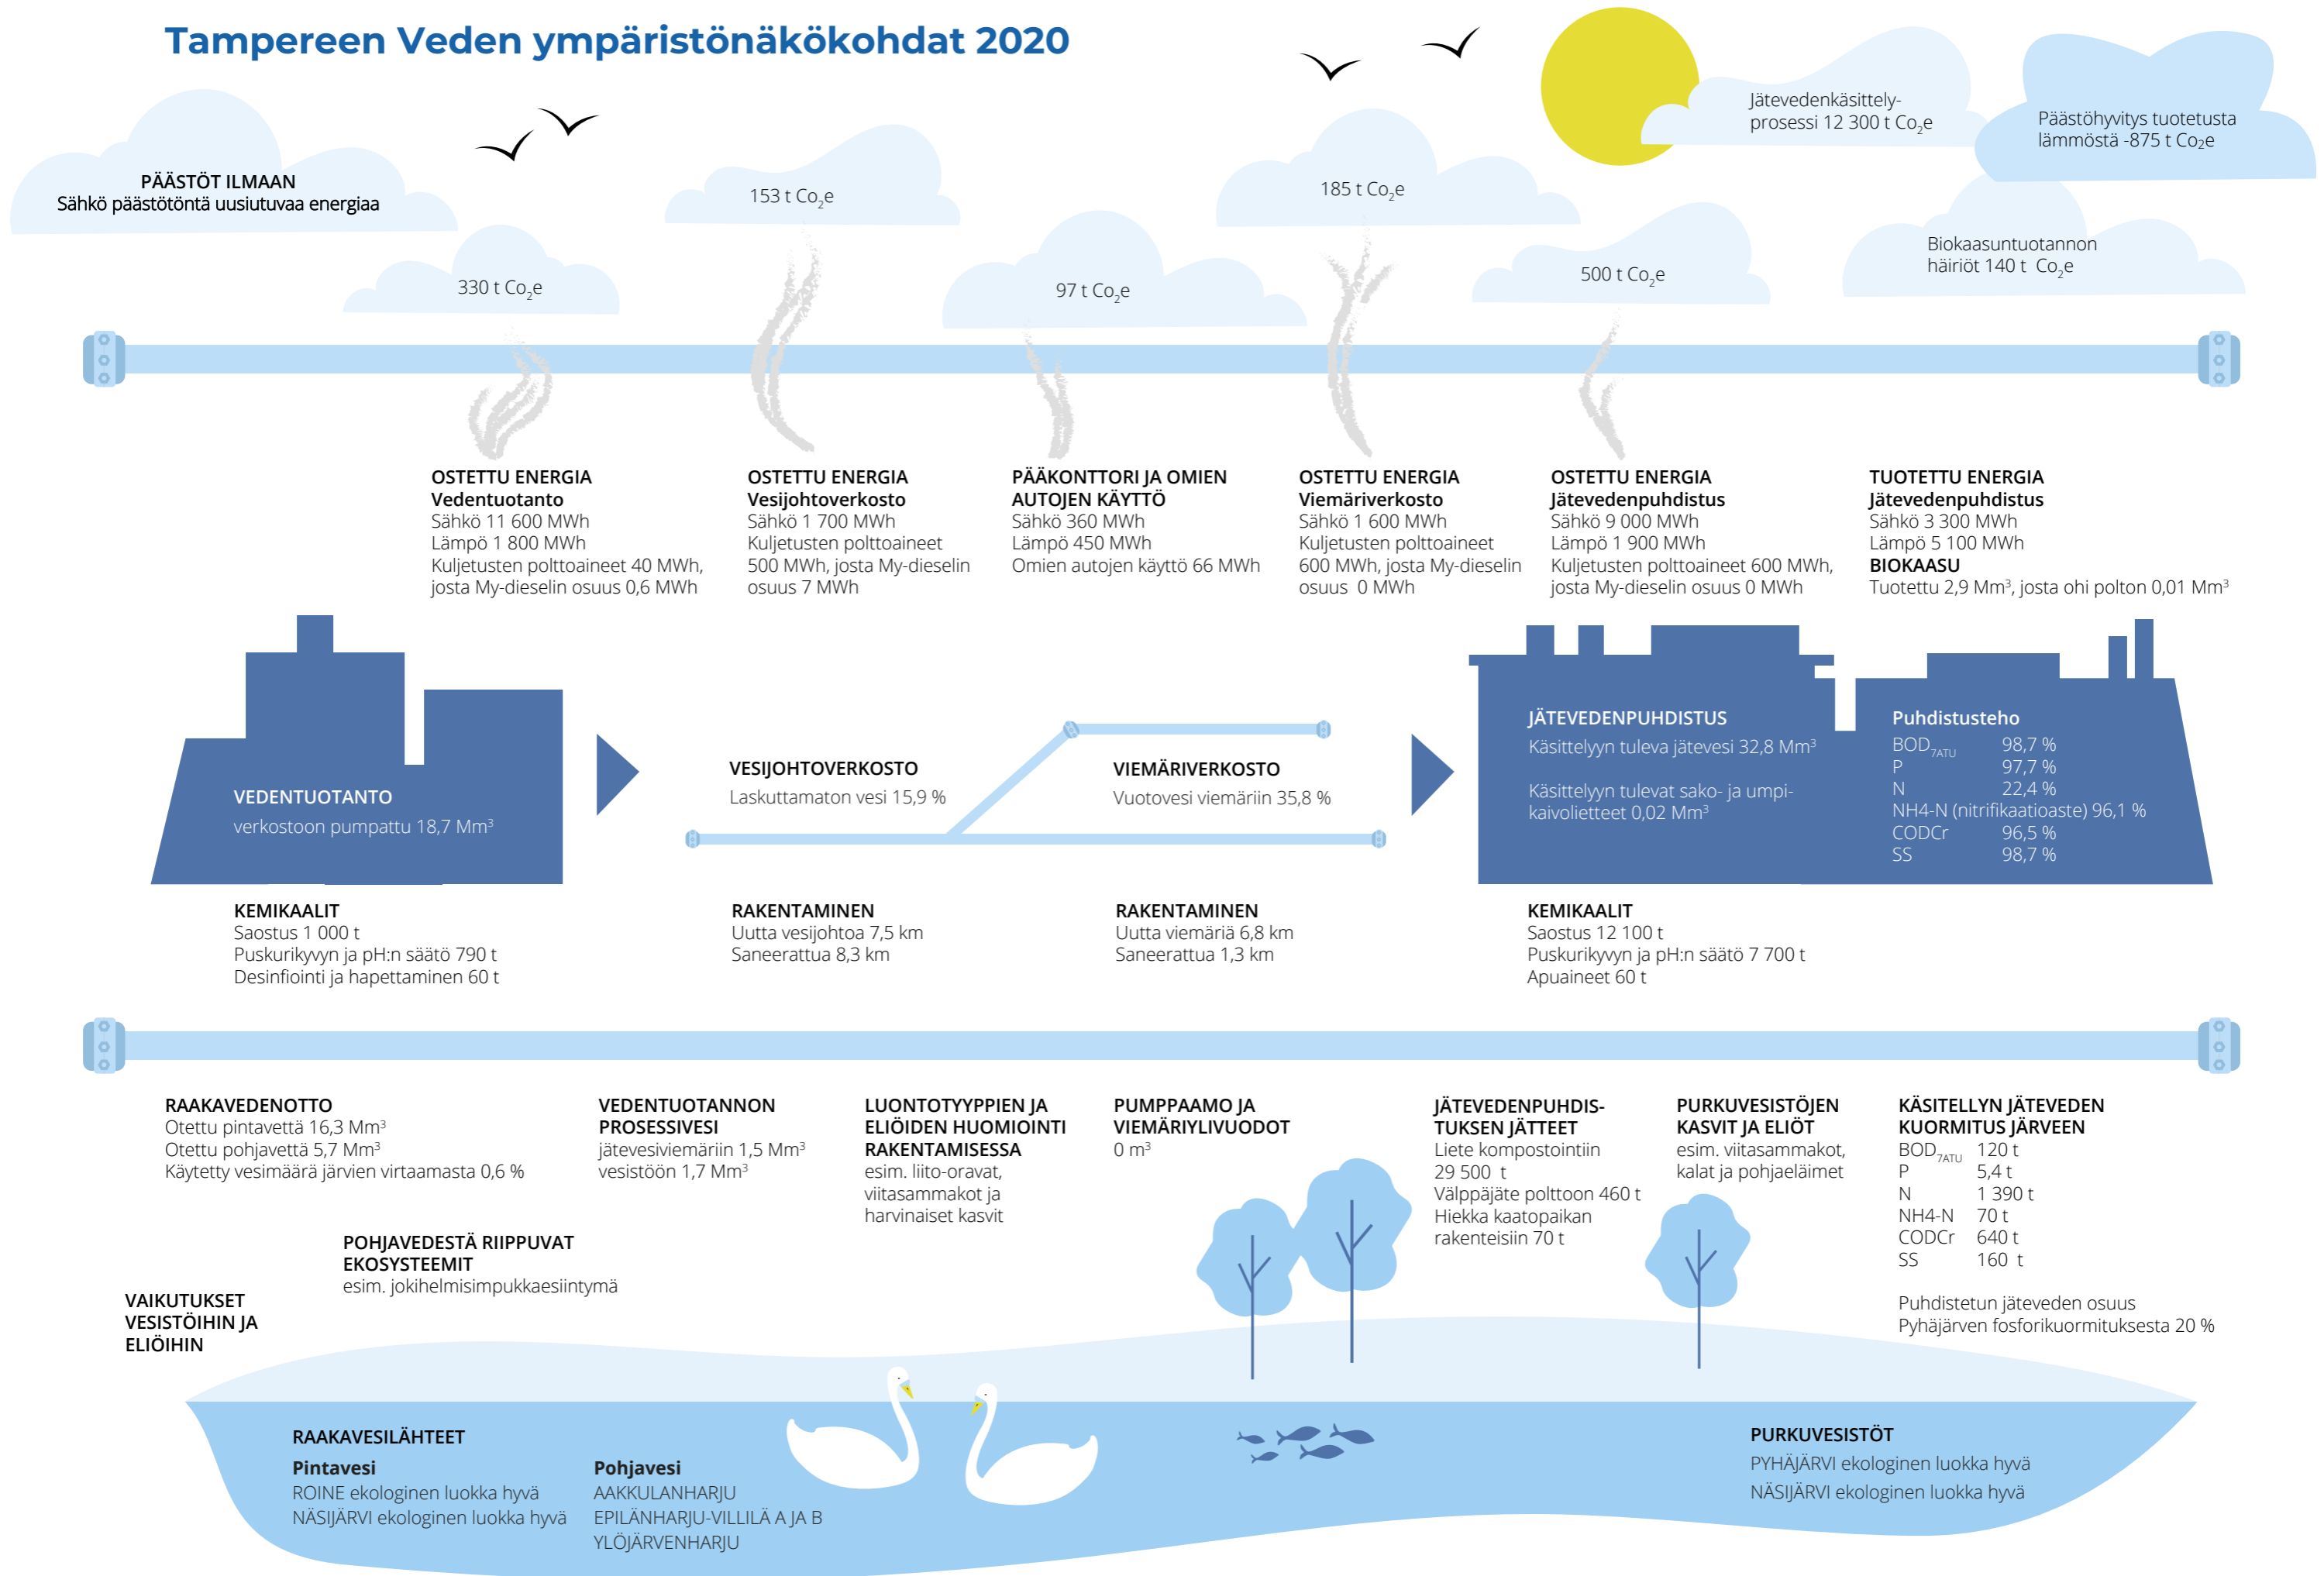 Tampereen Veden ympäristönäkökohdat 2020
PÄÄSTÖT ILMAAN
Sähkö päästötöntä uusiutuvaa energiaa
330 t Co₂e
153 t Co₂e
97 t Co₂e
185 t Co₂e
500 t Co₂e
Jätevedenkäsittely-
prosessi 12 300 t Co₂e
Päästöhyvitys tuotetusta
lämmöstä -875 t Co₂e
Biokaasuntuotannon
häiriöt 140 t Co₂e
OSTETTU ENERGIA
Vedentuotanto
Sähkö 11 600 MWh
Lämpö 1 800 MWh
Kuljetusten polttoaineet 40 MWh,
josta My-dieselin osuus 0,6 MWh
OSTETTU ENERGIA
Vesijohtoverkosto
Sähkö 1 700 MWh
Kuljetusten polttoaineet
500 MWh, josta My-dieselin
osuus 7 MWh
PÄÄKONTTORI JA OMIEN
AUTOJEN KÄYTTÖ
Sähkö 360 MWh
Lämpö 450 MWh
Omien autojen käyttö 66 MWh
OSTETTU ENERGIA
Viemäriverkosto
Sähkö 1 600 MWh
Kuljetusten polttoaineet
600 MWh, josta My-dieselin
osuus 0 MWh
OSTETTU ENERGIA
Jätevedenpuhdistus
Sähkö 9 000 MWh
Lämpö 1 900 MWh
Kuljetusten polttoaineet 600 MWh,
josta My-dieselin osuus 0 MWh
TUOTETTU ENERGIA
Jätevedenpuhdistus
Sähkö 3 300 MWh
Lämpö 5 100 MWh
BIOKAASU
Tuotettu 2,9 Mm³, josta ohi polton 0,01 Mm³
VEDENTUOTANTO
verkostoon pumpattu 18,7 Mm³
VESIJOHTOVERKOSTO
Laskuttamaton vesi 15,9 %
VIEMÄRIVERKOSTO
Vuotovesi viemäriin 35,8 %
JÄTEVEDENPUHDISTUS
Käsittelyyn tuleva jätevesi 32,8 Mm³
Käsittelyyn tulevat sako- ja umpi-
kaivolietteet 0,02 Mm³
Puhdistusteho
BOD₇ATU 98,7 %
P 97,7 %
N 22,4 %
NH4-N (nitrifikaatioaste) 96,1 %
CODCr 96,5 %
SS 98,7 %
KEMIKAALIT
Saostus 1 000 t
Puskurikyvyn ja pH:n säätö 790 t
Desinfiointi ja hapettaminen 60 t
RAKENTAMINEN
Uutta vesijohtoa 7,5 km
Saneerattua 8,3 km
RAKENTAMINEN
Uutta viemäriä 6,8 km
Saneerattua 1,3 km
KEMIKAALIT
Saostus 12 100 t
Puskurikyvyn ja pH:n säätö 7 700 t
Apuaineet 60 t
RAAKAVEDENOTTO
Otettu pintavettä 16,3 Mm³
Otettu pohjavettä 5,7 Mm³
Käytetty vesimäärä järvien virtaamasta 0,6 %
VEDENTUOTANNON
PROSESSIVESI
jätevesiviemäriin 1,5 Mm³
vesistöön 1,7 Mm³
LUONTOTYYPPIEN JA
ELIÖIDEN HUOMIOINTI
RAKENTAMISESSA
esim. liito-oravat,
viitasammakot ja
harvinaiset kasvit
PUMPPAAMO JA
VIEMÄRIYLIVUODOT
0 m³
JÄTEVEDENPUHDIS-
TUKSEN JÄTTEET
Liete kompostointiin
29 500 t
Välppäjäte polttoon 460 t
Hiekka kaatopaikan
rakenteisiin 70 t
PURKUVESISTÖJEN
KASVIT JA ELIÖT
esim. viitasammakot,
kalat ja pohjaeläimet
KÄSITELLYN JÄTEVEDEN
KUORMITUS JÄRVEEN
BOD₇ATU 120 t
P 5,4 t
N 1 390 t
NH4-N 70 t
CODCr 640 t
SS 160 t
Puhdistetun jäteveden osuus
Pyhäjärven fosforikuormituksesta 20 %
POHJAVEDESTÄ RIIPPUVAT
EKOSYSTEEMIT
esim. jokihelmisimpukkaesiintymä
VAIKUTUKSET
VESISTÖIHIN JA
ELIÖIHIN
RAAKAVESILÄHTEET
Pintavesi
ROINE ekologinen luokka hyvä
NÄSIJÄRVI ekologinen luokka hyvä
Pohjavesi
AAKKULANHARJU
EPILÄNHARJU-VILLILÄ A JA B
YLÖJÄRVENHARJU
PURKUVESISTÖT
PYHÄJÄRVI ekologinen luokka hyvä
NÄSIJÄRVI ekologinen luokka hyvä